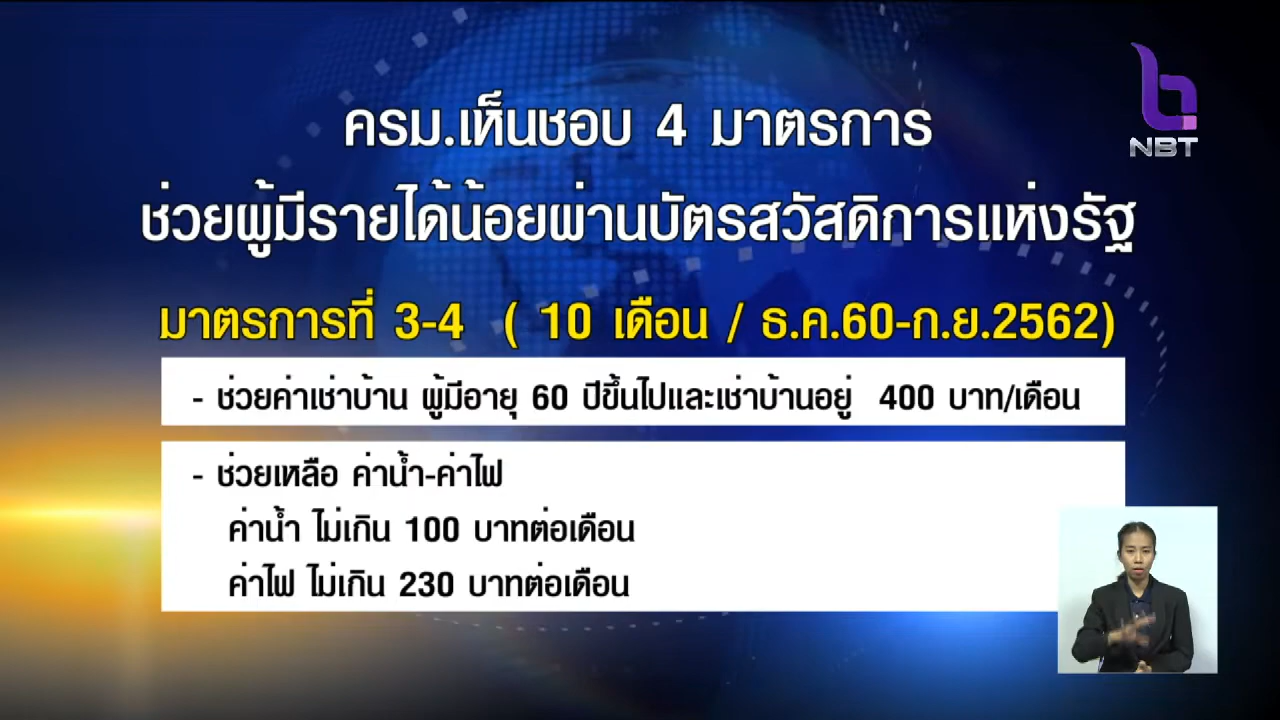 ครม.เห็นชอบ 4 มาตรการ
NBT
ช่วยผู้มีรายได้น้อยผ่านบัตรสวัสดิการแห่งรัฐ
มาตรการที่ 3-4 ( 10 เดือน / ธ.ค.60-ก.ย.2562)
- ช่วยค่าเช่าบ้าน ผู้มีอายุ 60 ปีขึ้นไปและเช่าบ้านอยู่ 400 บาท/เดือน
- ช่วยเหลือ ค่าน้ำ-ค่าไฟ
ค่าน้ำ ไม่เกิน 100 บาทต่อเดือน
ค่าไฟ ไม่เกิน 230 บาทต่อเดือน